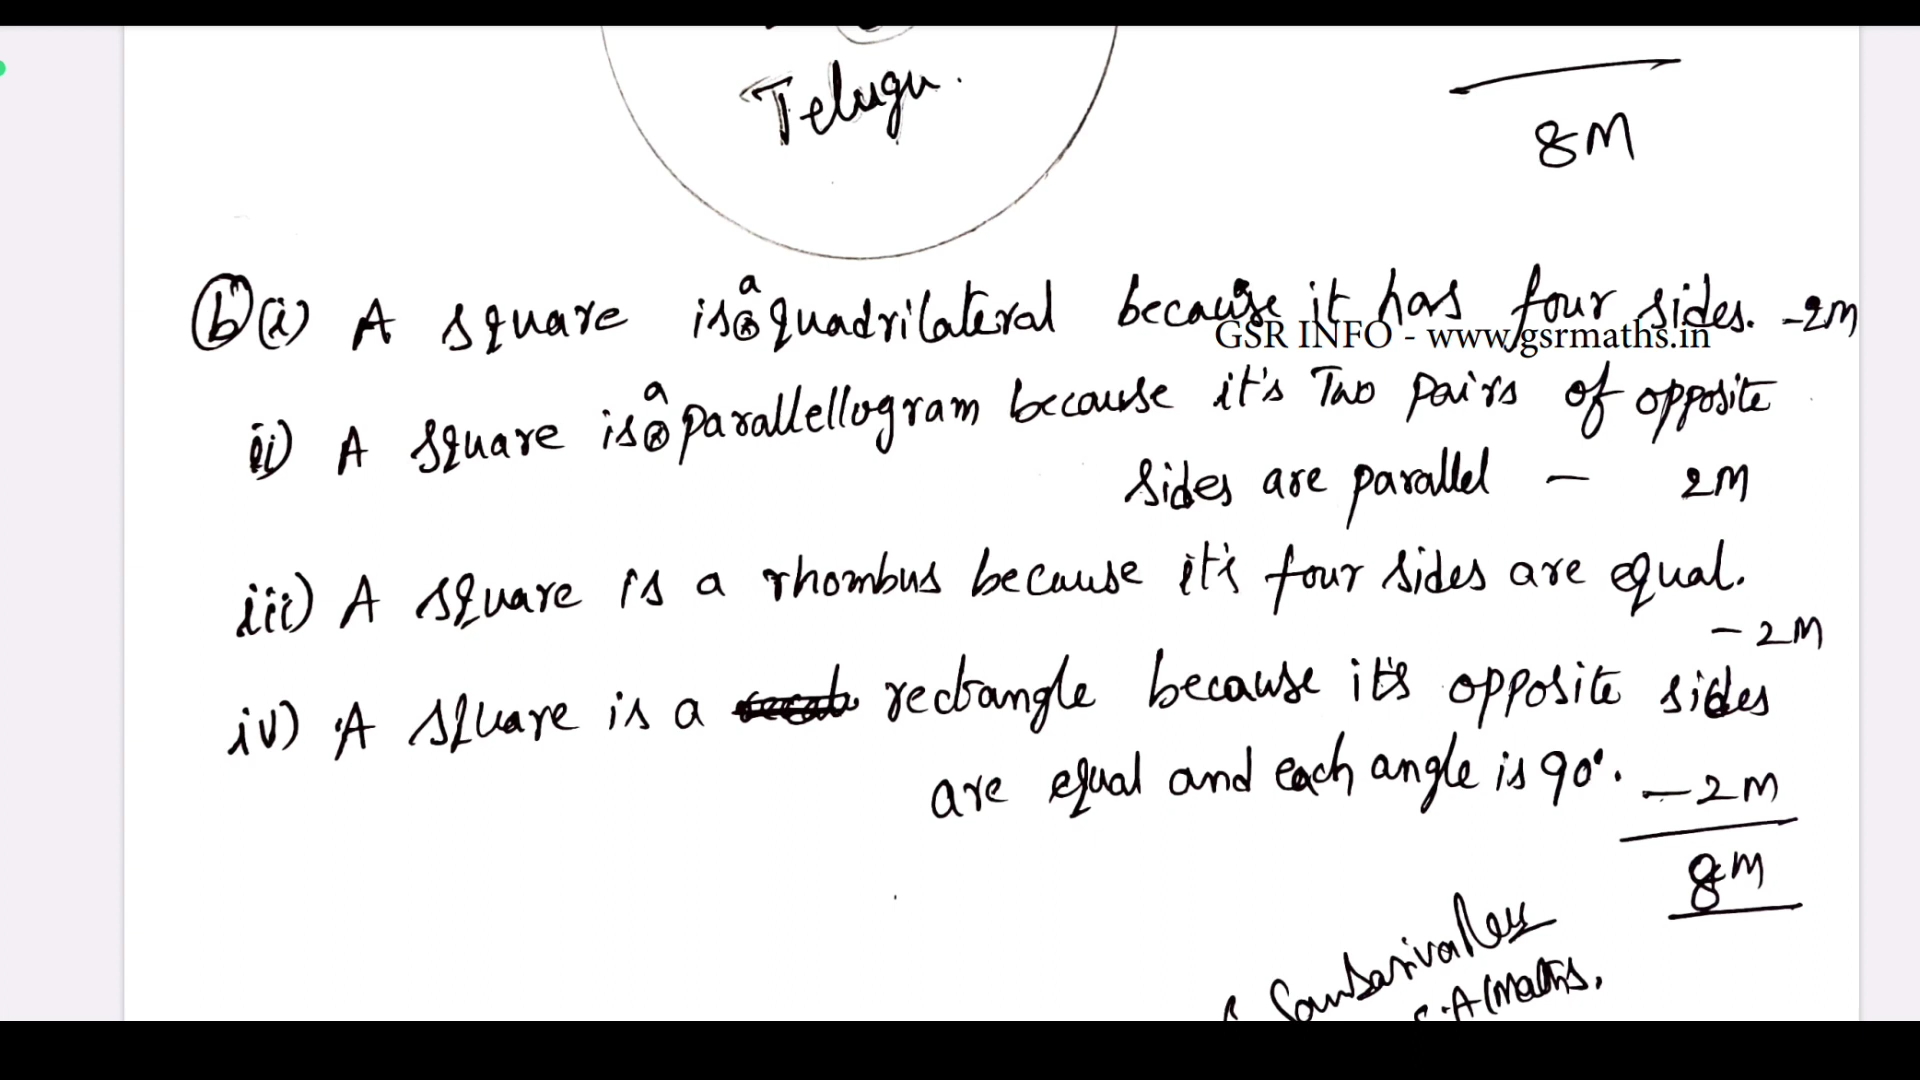 Telugu.
8M
b (i) A square is a quadrilateral because it has four sides. -2M
GSR INFO - www.gsrmaths.in
ii) A square is a parallellogram because it's Two pairs of opposite
sides are parallel - 2M
iii) A square is a rhombus because it's four sides are equal.
- 2M
iv) A square is a rectangle because it's opposite sides
are equal and each angle is 90°. - 2M
8M
S.A (Maths.